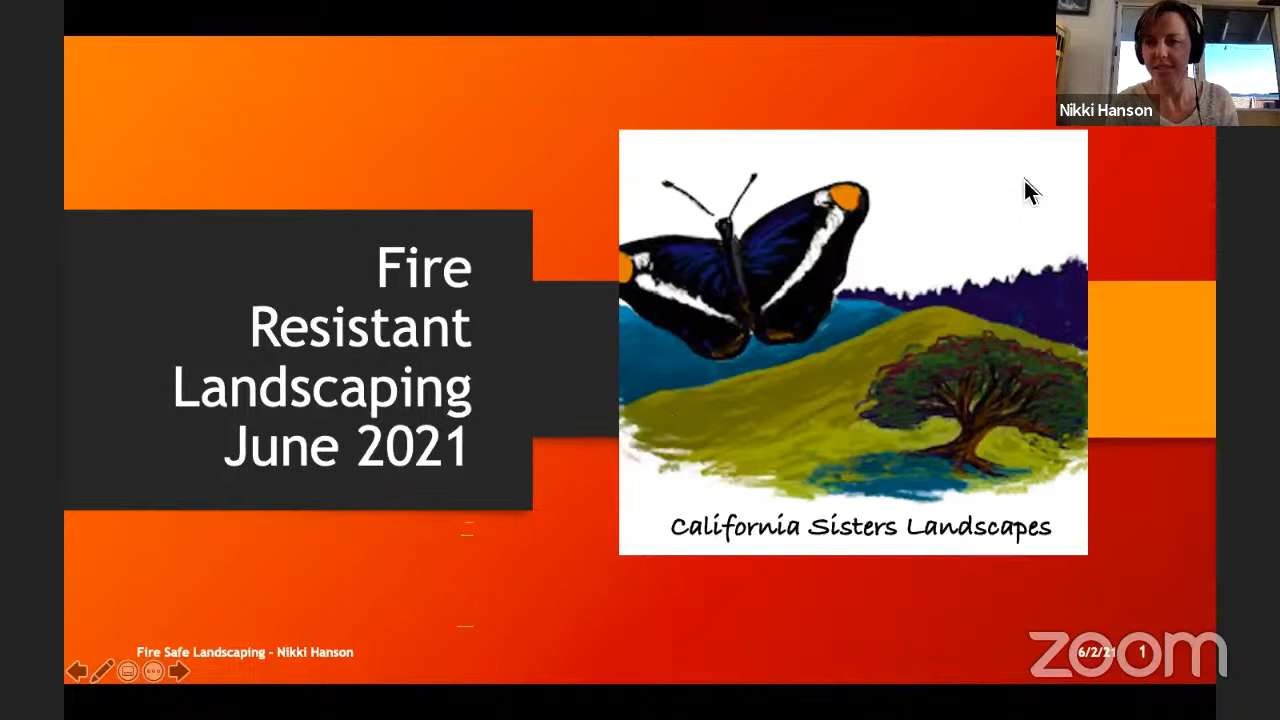 Nikki Hanson
Fire
Resistant
Landscaping
June 2021
California Sisters Landscapes
Fire Safe Landscaping - Nikki Hanson
6/2/21
1
zoom